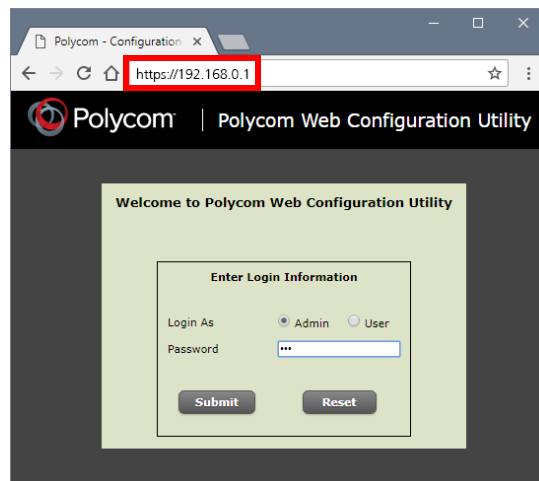 Polycom - Configuration
https://192.168.0.1
Polycom | Polycom Web Configuration Utility
Welcome to Polycom Web Configuration Utility
Enter Login Information
Login As Admin User
Password •••
Submit Reset